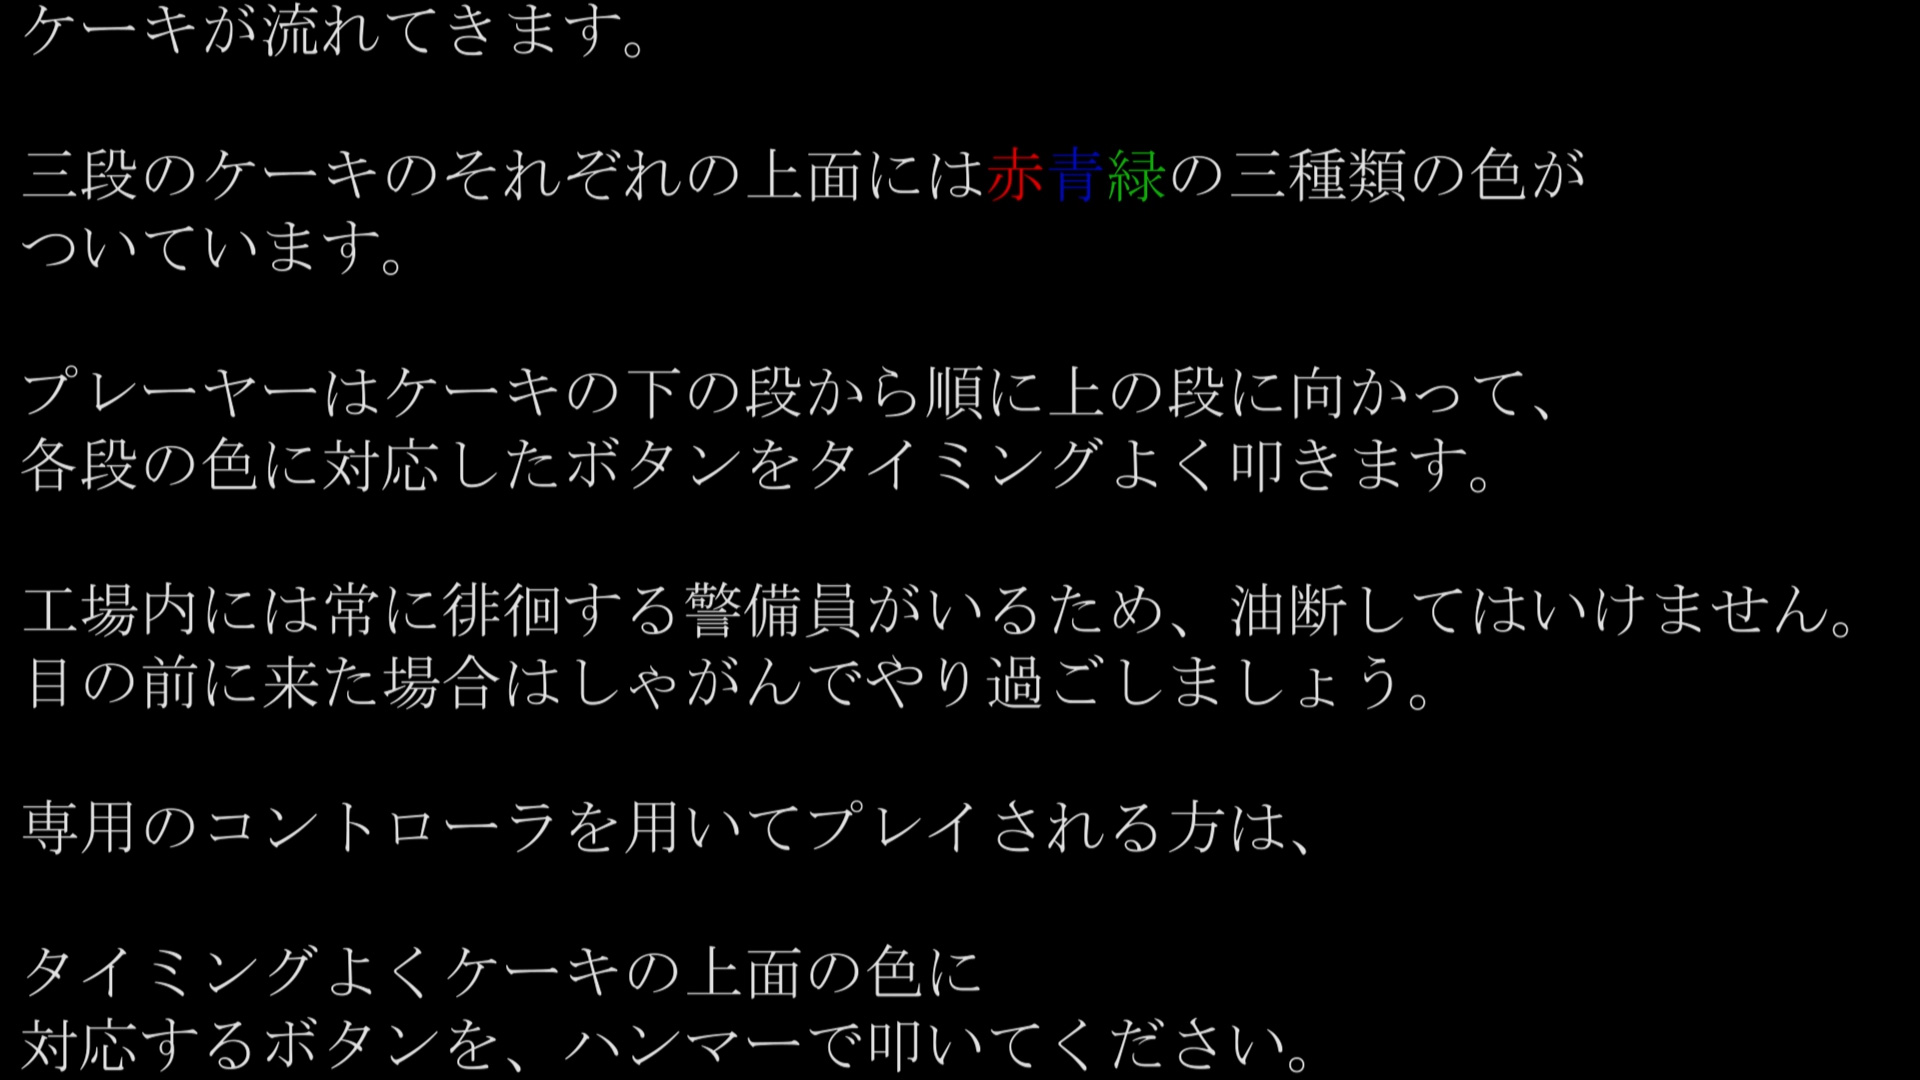 ケーキが流れてきます。
三段のケーキのそれぞれの上面には赤青緑の三種類の色が
ついています。
プレーヤーはケーキの下の段から順に上の段に向かって、
各段の色に対応したボタンをタイミングよく叩きます。
工場内には常に徘徊する警備員がいるため、油断してはいけません。
目の前に来た場合はしゃがんでやり過ごしましょう。
専用のコントローラを用いてプレイされる方は、
タイミングよくケーキの上面の色に
対応するボタンを、ハンマーで叩いてください。